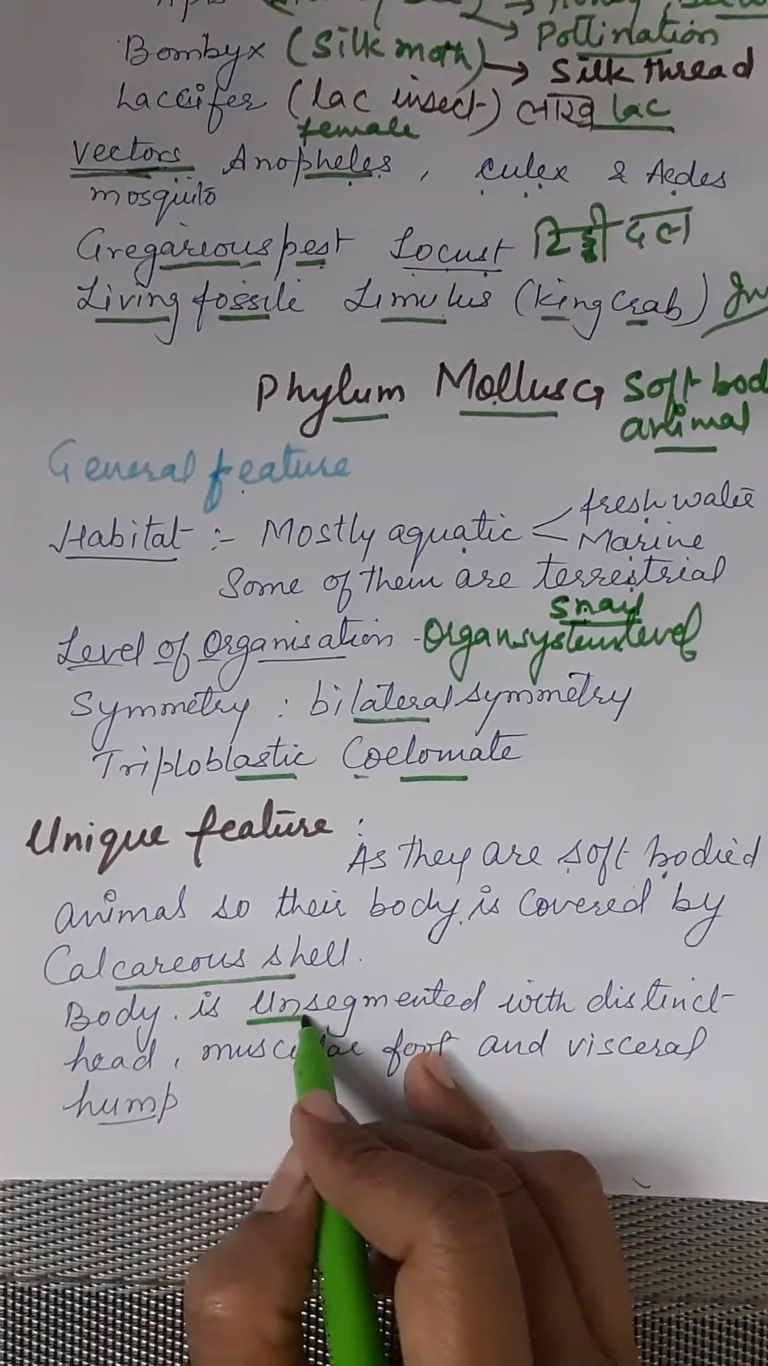 Pollination
Bombyx (Silk moth) → Silk thread
Laccifer (lac insect) लाख lac
female
Vectors Anopheles, culex & Aedes
mosquito
Gregareous pest Locust टिड्डी दल
Living fossile Limulus (king crab)
Phylum Mollusca Soft bod
animal
General feature
Habitat :- Mostly aquatic < fresh water
Marine
Some of them are terrestrial
snail
Level of Organisation - Organ system level
Symmetry : bilateral symmetry
Triploblastic Coelomate
Unique feature :
As they are soft bodied
animal so their body is covered by
Calcareous shell.
Body is unsegmented with distinct
head, muscular foot and visceral
hump